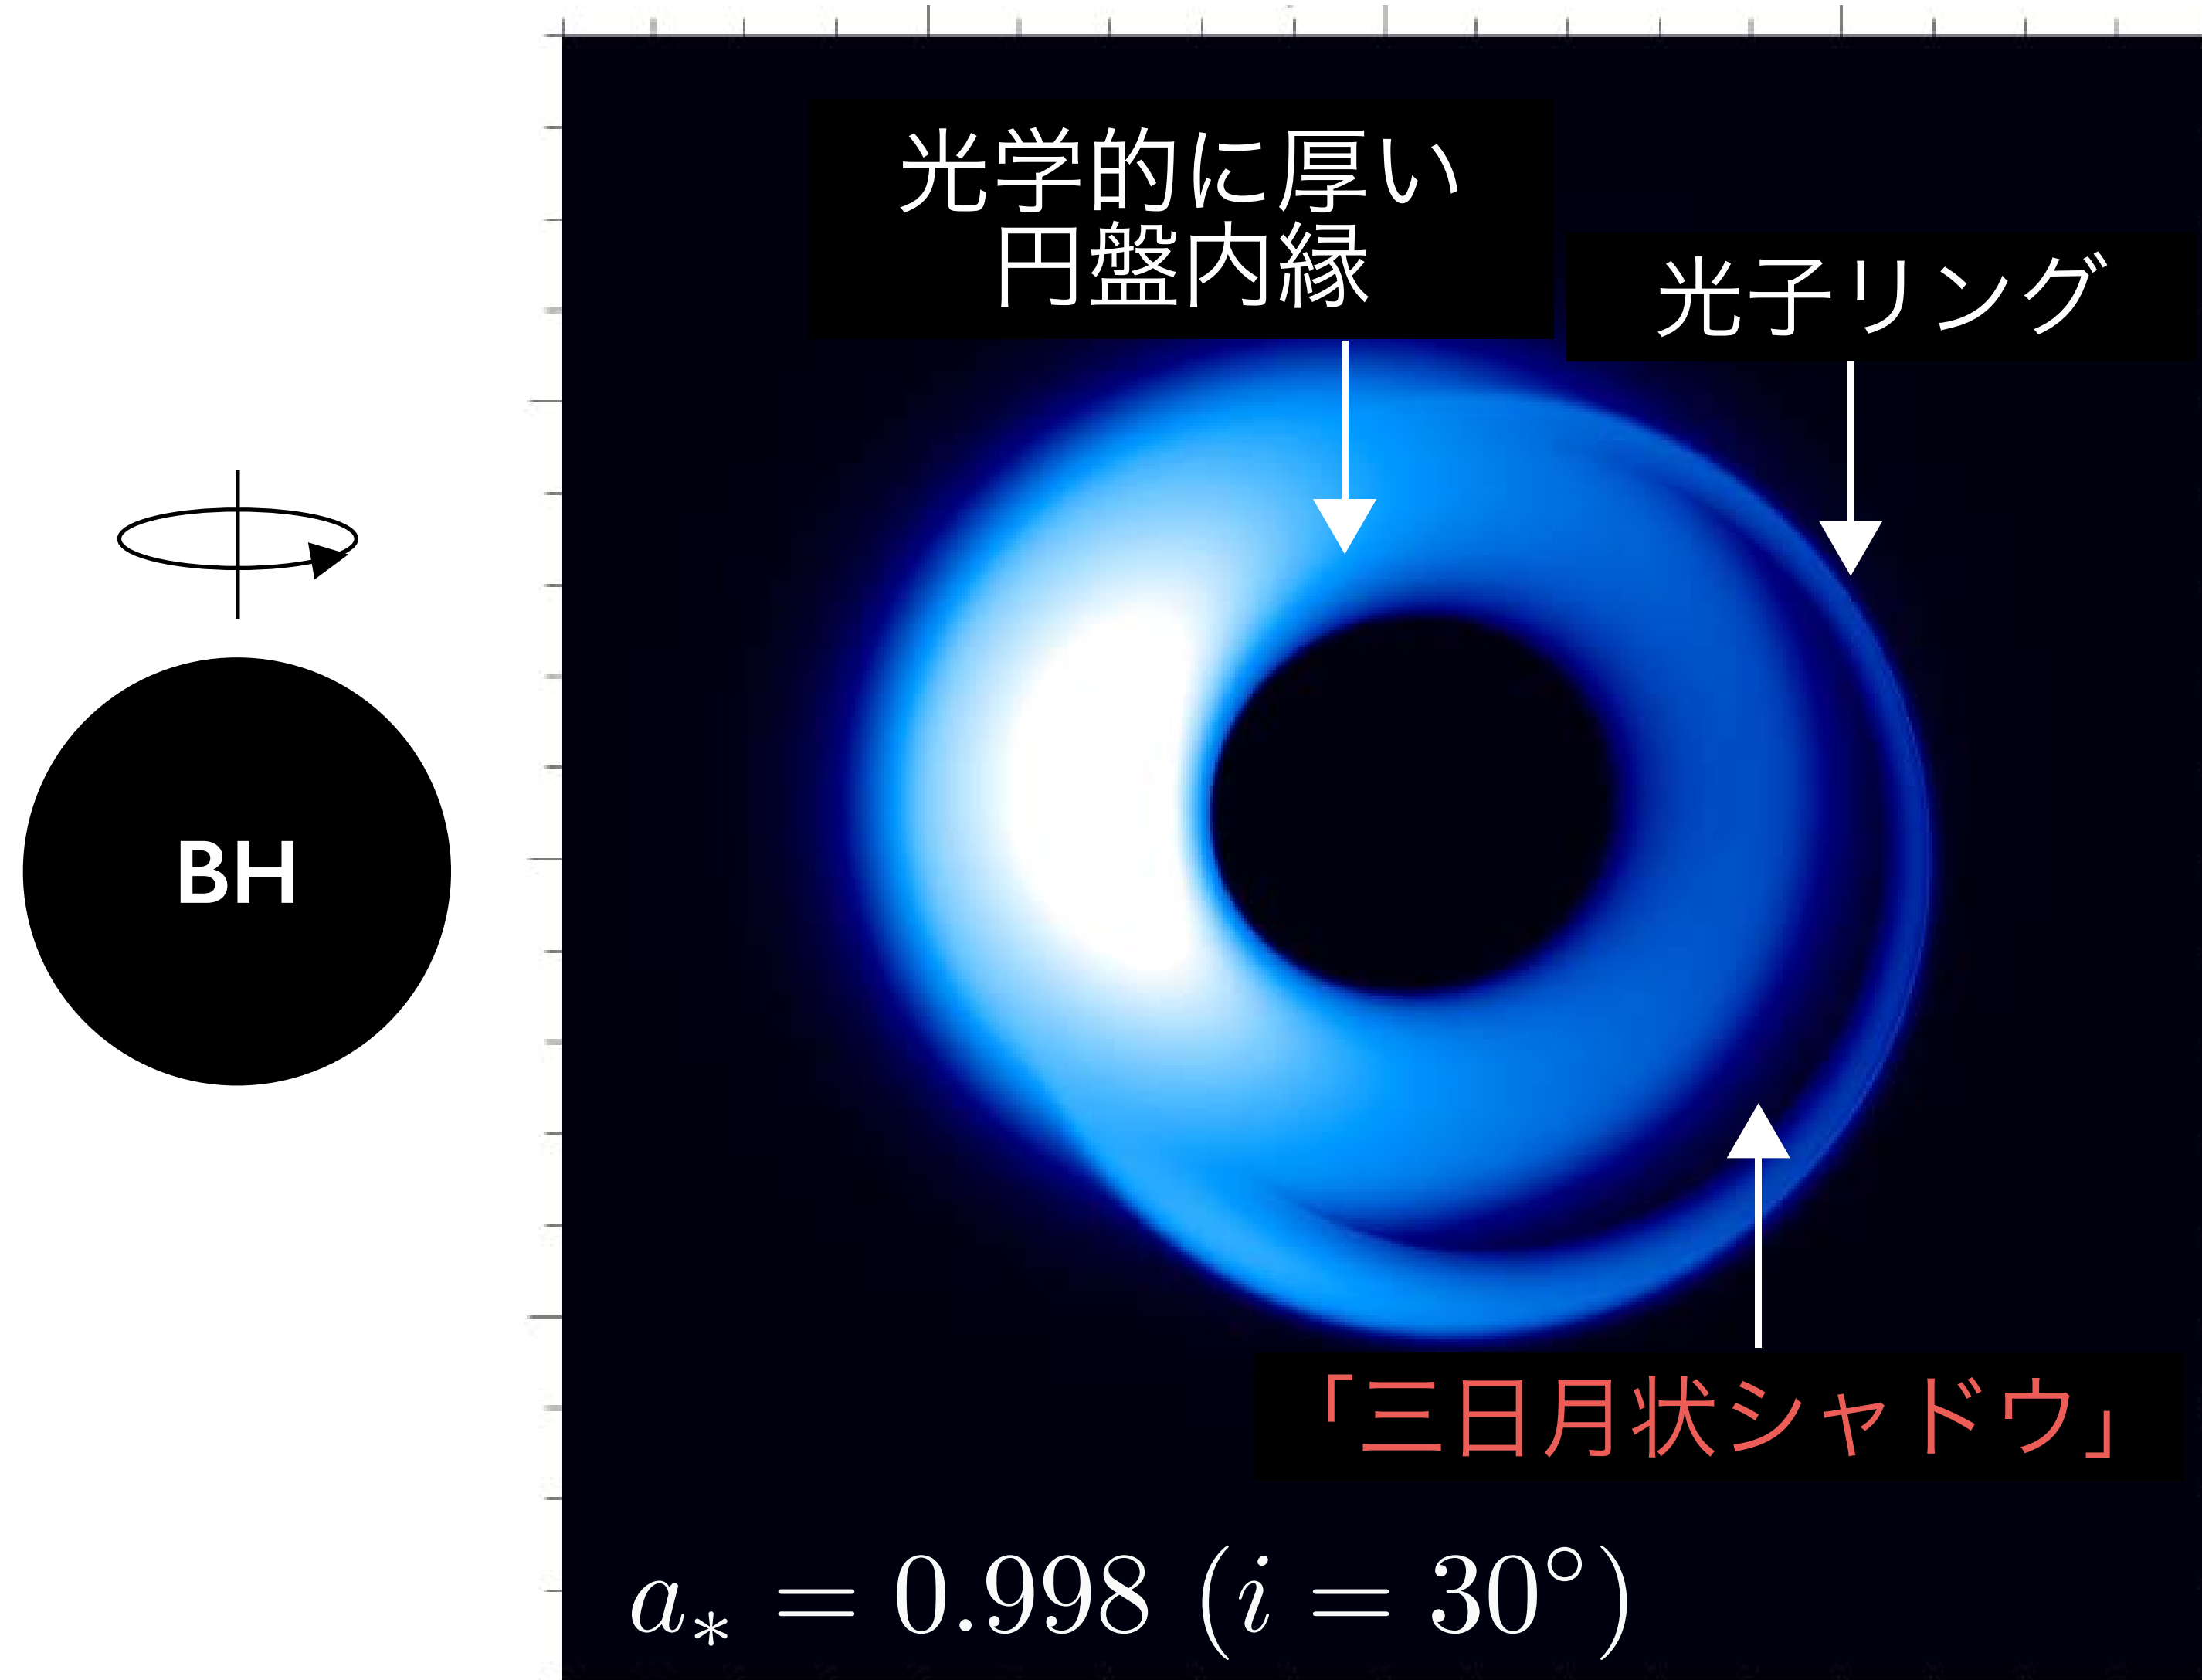 光学的に厚い
円盤内縁
光子リング
BH
「三日月状シャドウ」
a* = 0.998 (i = 30°)